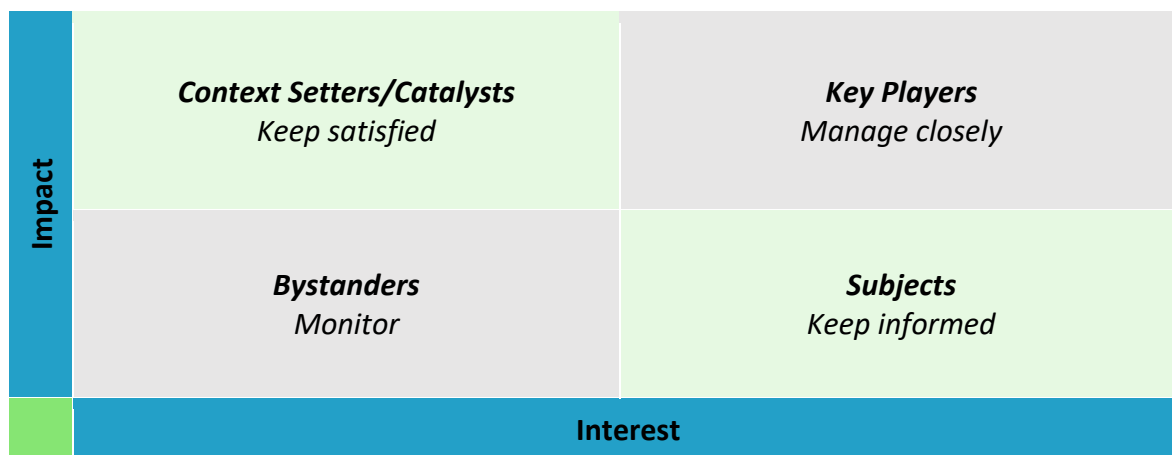 Impact
Context Setters/Catalysts
Keep satisfied
Key Players
Manage closely
Bystanders
Monitor
Subjects
Keep informed
Interest